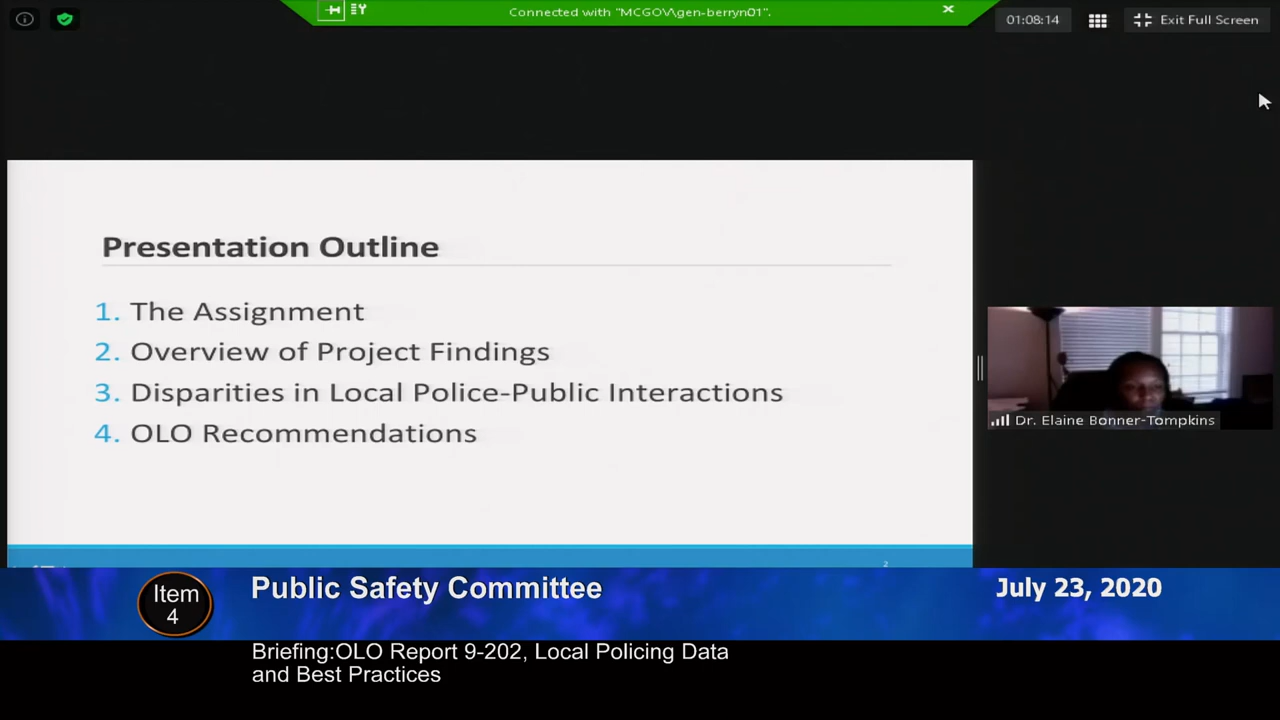 Connected with "MCGOV\gen-berryn01".
01:08:14
Exit Full Screen
Presentation Outline
1. The Assignment
2. Overview of Project Findings
3. Disparities in Local Police-Public Interactions
4. OLO Recommendations
2
Dr. Elaine Bonner-Tompkins
Item
4
Public Safety Committee
July 23, 2020
Briefing:OLO Report 9-202, Local Policing Data
and Best Practices